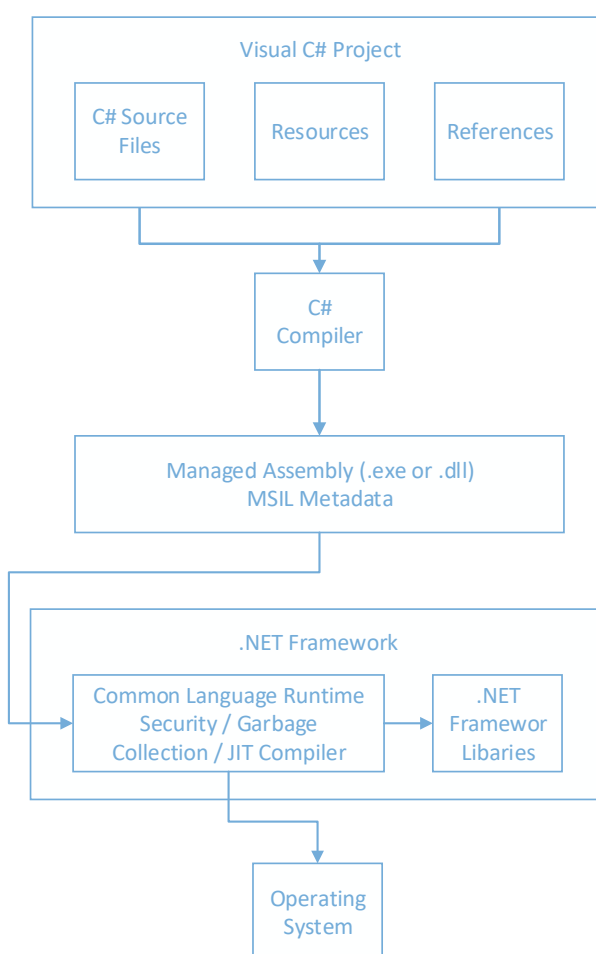 Visual C# Project
C# Source
Files
Resources
References
C#
Compiler
Managed Assembly (.exe or .dll)
MSIL Metadata
.NET Framework
Common Language Runtime
Security / Garbage
Collection / JIT Compiler
.NET
Framewor
Libaries
Operating
System